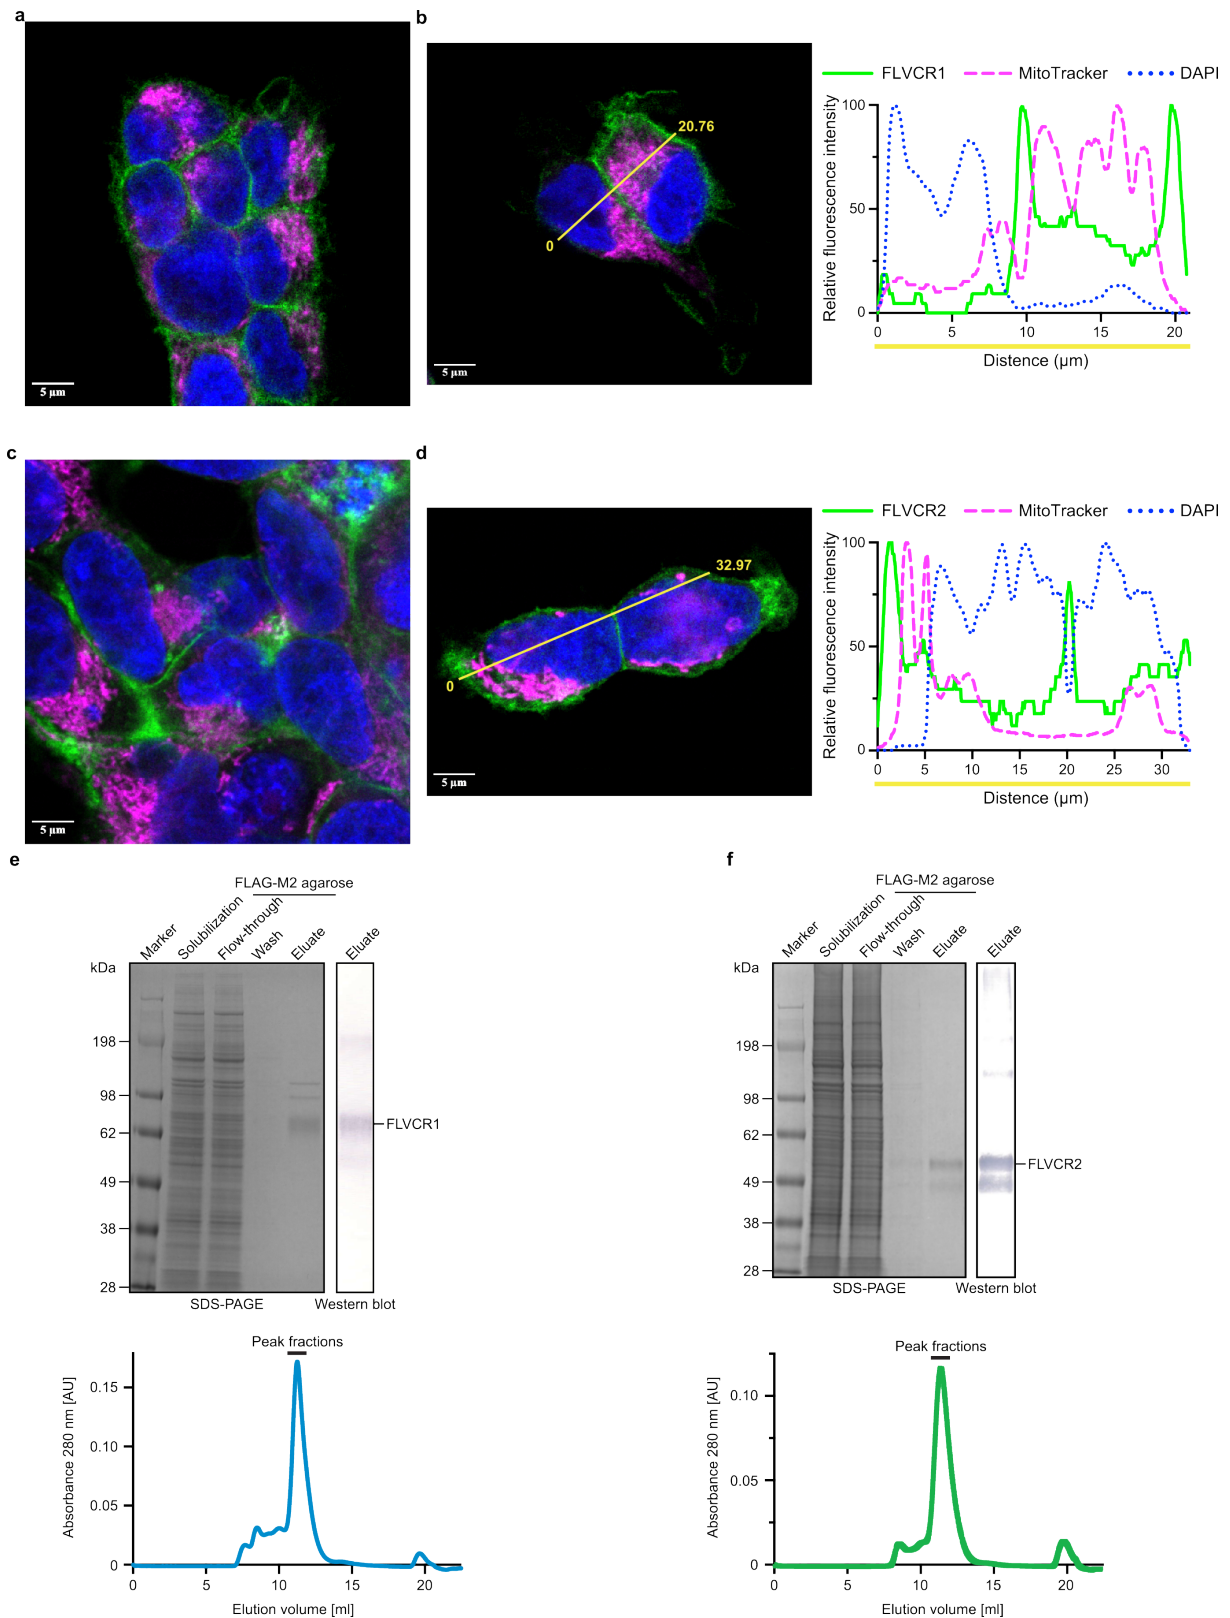 a
5 µm
b
20.76
0
5 µm
FLVCR1 MitoTracker DAPI
Relative fluorescence intensity
100
50
0
0 5 10 15 20
Distence (µm)
c
5 µm
d
32.97
0
5 µm
FLVCR2 MitoTracker DAPI
Relative fluorescence intensity
100
50
0
0 5 10 15 20 25 30
Distence (µm)
e
FLAG-M2 agarose
Marker
Solubilization
Flow-through
Wash
Eluate
Eluate
kDa
198
98
62
49
38
28
FLVCR1
SDS-PAGE
Western blot
Peak fractions
Absorbance 280 nm [AU]
0.15
0.10
0.05
0
0 5 10 15 20
Elution volume [ml]
f
FLAG-M2 agarose
Marker
Solubilization
Flow-through
Wash
Eluate
Eluate
kDa
198
98
62
49
38
28
FLVCR2
SDS-PAGE
Western blot
Peak fractions
Absorbance 280 nm [AU]
0.10
0.05
0
0 5 10 15 20
Elution volume [ml]